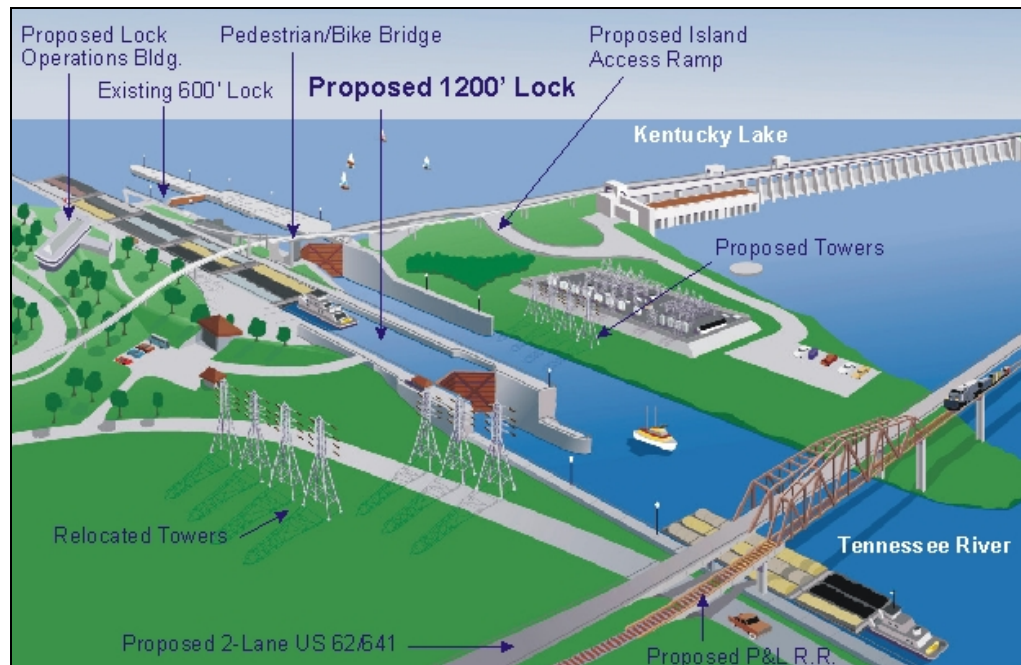 Proposed Lock
Operations Bldg.
Pedestrian/Bike Bridge
Proposed Island
Access Ramp
Existing 600' Lock
Proposed 1200' Lock
Kentucky Lake
Proposed Towers
Relocated Towers
Tennessee River
Proposed 2-Lane US 62/641
Proposed P&L R.R.